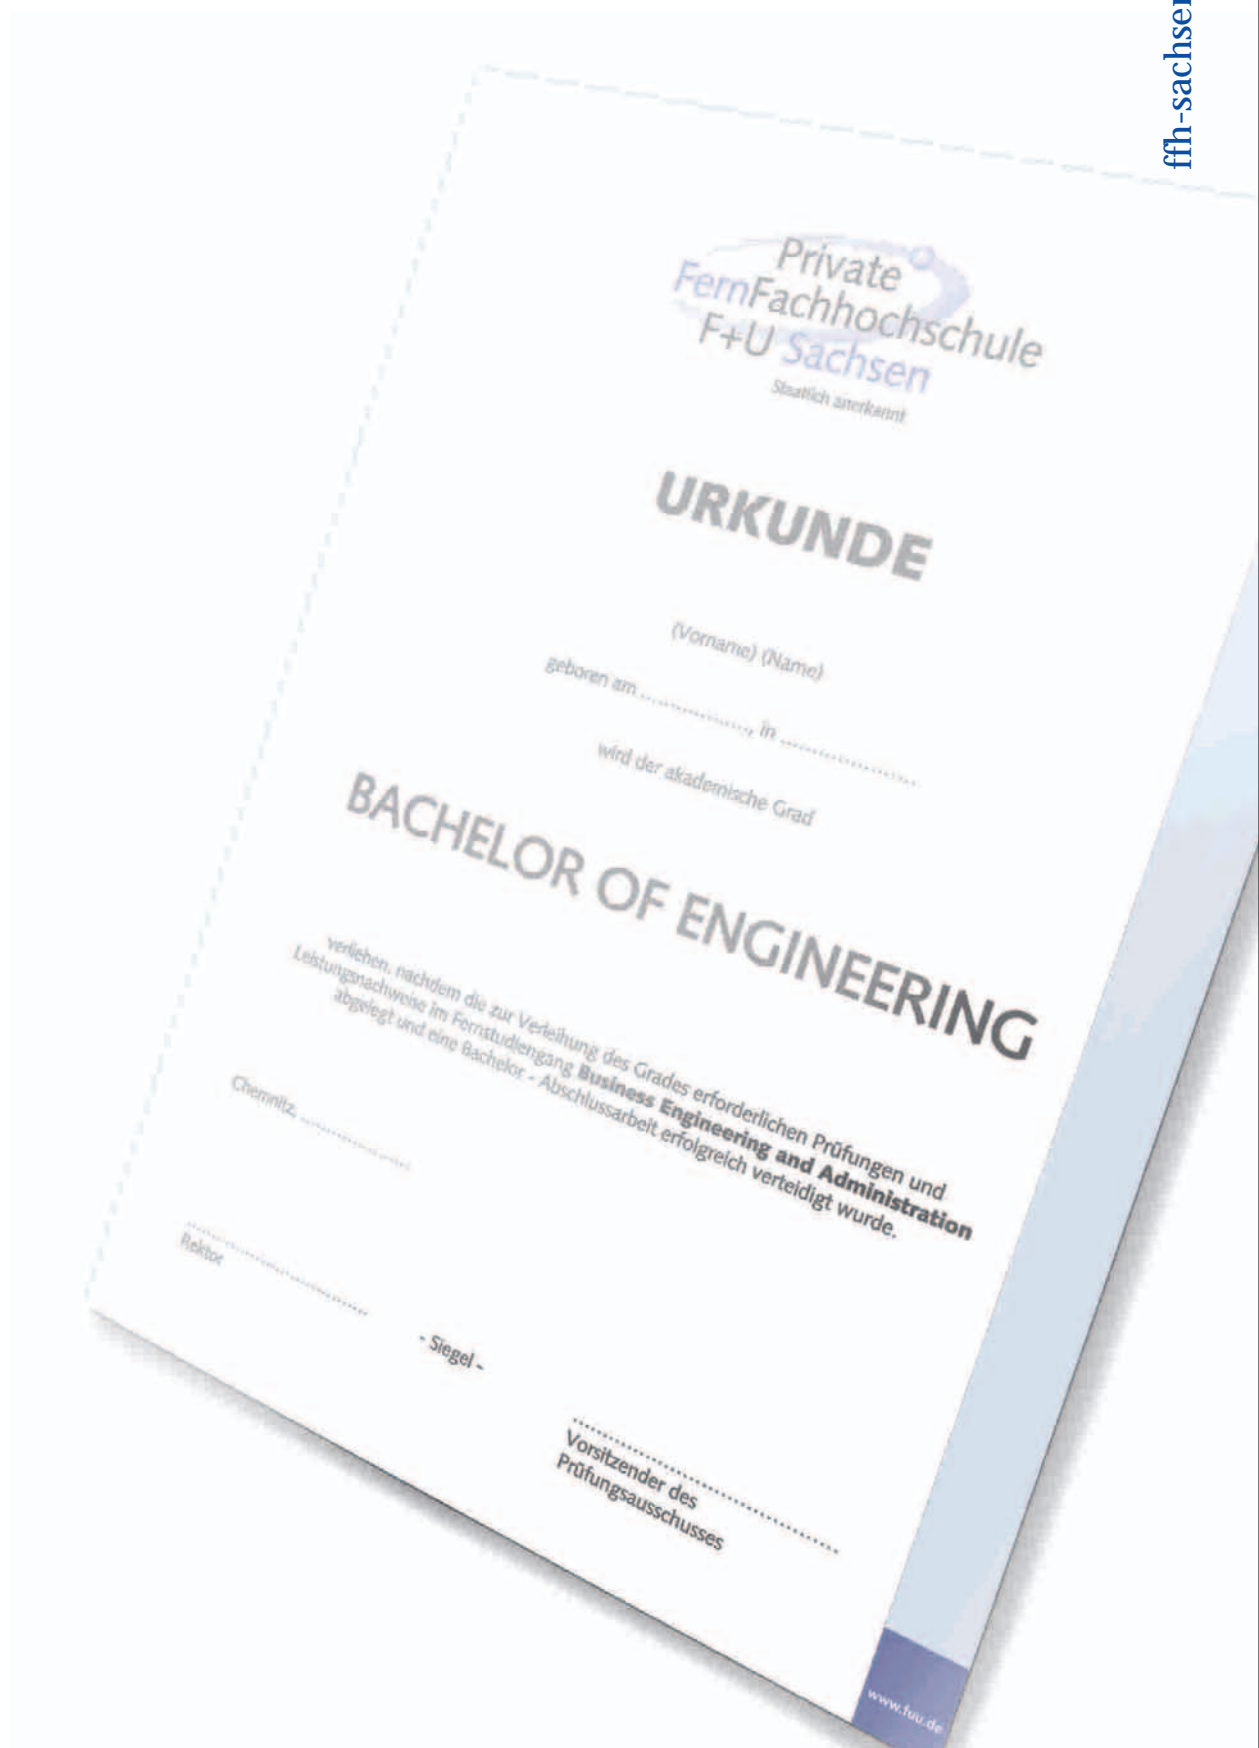 ffh-sachsen
Private
FernFachhochschule
F+U Sachsen
Staatlich anerkannt
URKUNDE
(Vorname) (Name)
geboren am ...................., in ......................
wird der akademische Grad
BACHELOR OF ENGINEERING
verliehen, nachdem die zur Verleihung des Grades erforderlichen Prüfungen und
Leistungsnachweise im Fernstudiengang Business Engineering and Administration
abgelegt und eine Bachelor - Abschlussarbeit erfolgreich verteidigt wurde.
Chemnitz, ....................
..............................
Rektor
- Siegel -
........................................
Vorsitzender des
Prüfungsausschusses
www.fuu.de